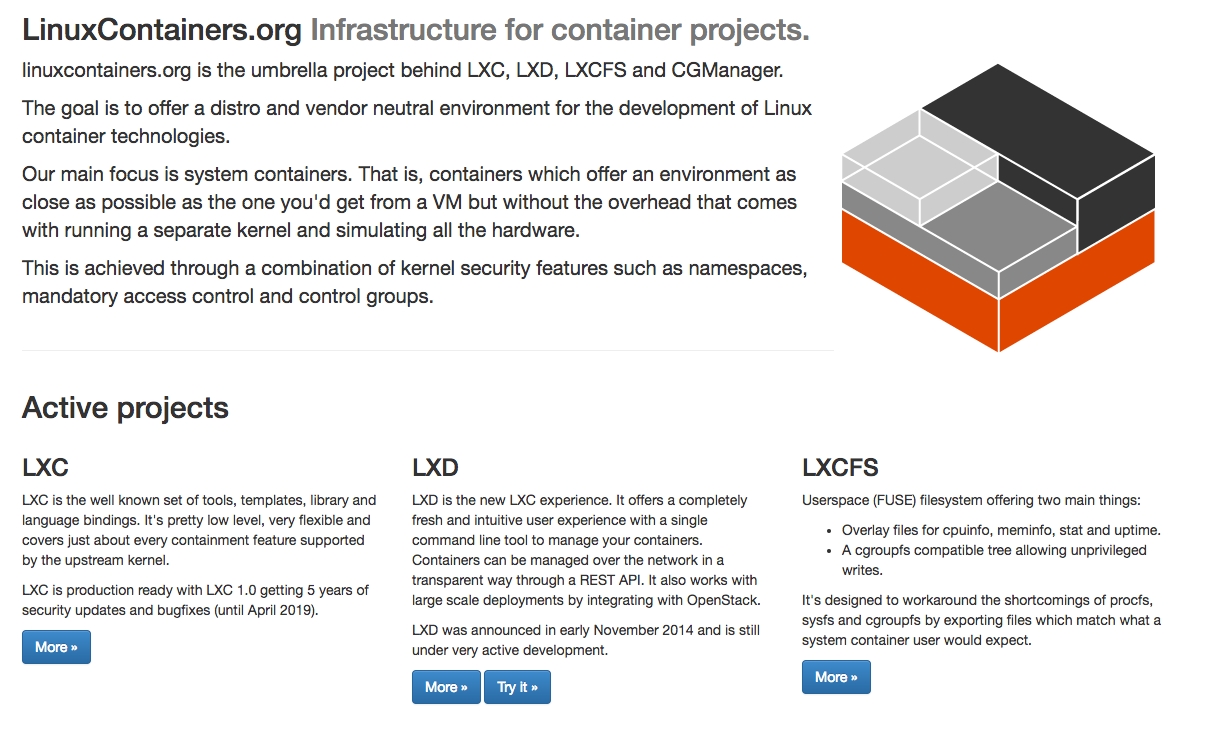 LinuxContainers.org Infrastructure for container projects.
linuxcontainers.org is the umbrella project behind LXC, LXD, LXCFS and CGManager.
The goal is to offer a distro and vendor neutral environment for the development of Linux
container technologies.
Our main focus is system containers. That is, containers which offer an environment as
close as possible as the one you'd get from a VM but without the overhead that comes
with running a separate kernel and simulating all the hardware.
This is achieved through a combination of kernel security features such as namespaces,
mandatory access control and control groups.
Active projects
LXC
LXC is the well known set of tools, templates, library and
language bindings. It's pretty low level, very flexible and
covers just about every containment feature supported
by the upstream kernel.
LXC is production ready with LXC 1.0 getting 5 years of
security updates and bugfixes (until April 2019).
More »
LXD
LXD is the new LXC experience. It offers a completely
fresh and intuitive user experience with a single
command line tool to manage your containers.
Containers can be managed over the network in a
transparent way through a REST API. It also works with
large scale deployments by integrating with OpenStack.
LXD was announced in early November 2014 and is still
under very active development.
More » Try it »
LXCFS
Userspace (FUSE) filesystem offering two main things:
• Overlay files for cpuinfo, meminfo, stat and uptime.
• A cgroupfs compatible tree allowing unprivileged
writes.
It's designed to workaround the shortcomings of procfs,
sysfs and cgroupfs by exporting files which match what a
system container user would expect.
More »